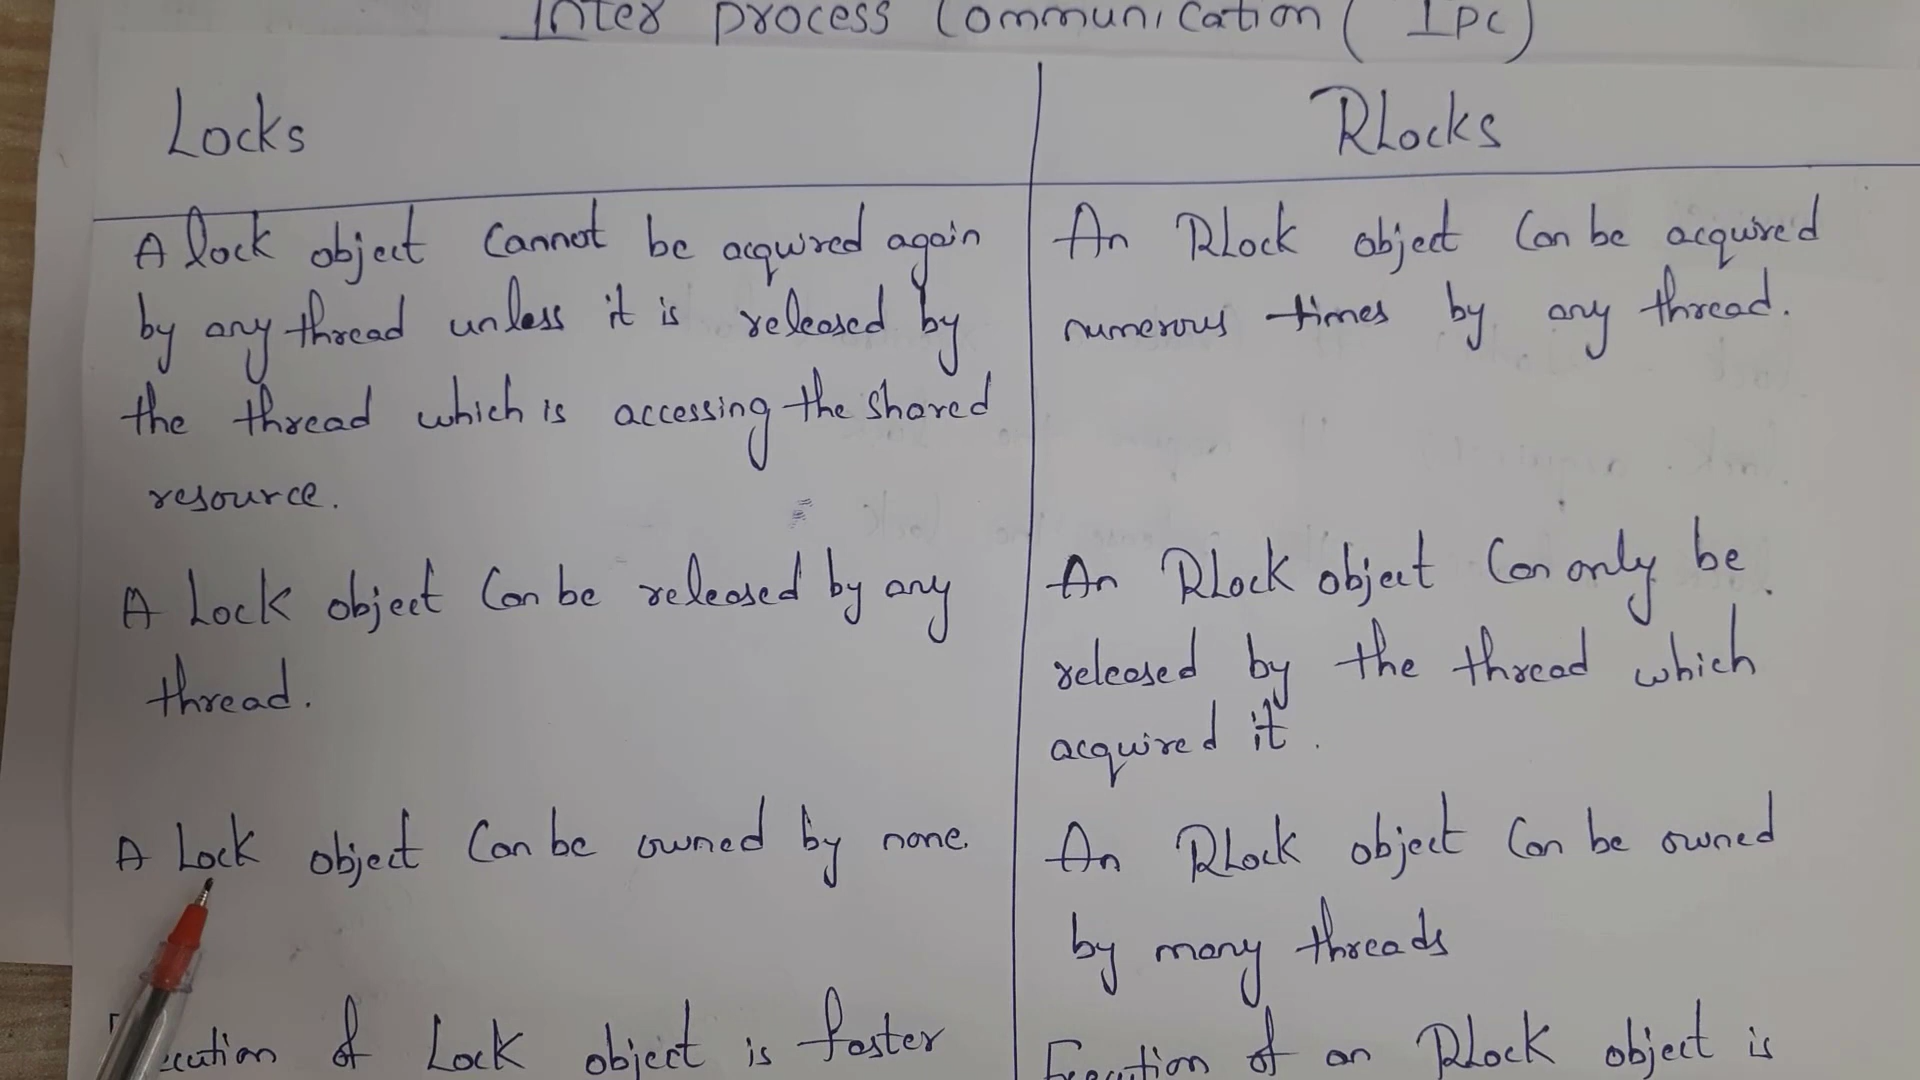 Inter process Communication ( Ipc)
Locks
A lock object cannot be acquired again
by any thread unless it is released by
the thread which is accessing the shared
resource.
A Lock object Can be released by any
thread.
A Lock object Can be owned by none.
of Lock object is faster
RLocks
An RLock object Can be acquired
numerous times by any thread.
An RLock object Can only be
released by the thread which
acquired it.
An RLock object Can be owned
by many threads
Execution of an RLock object is